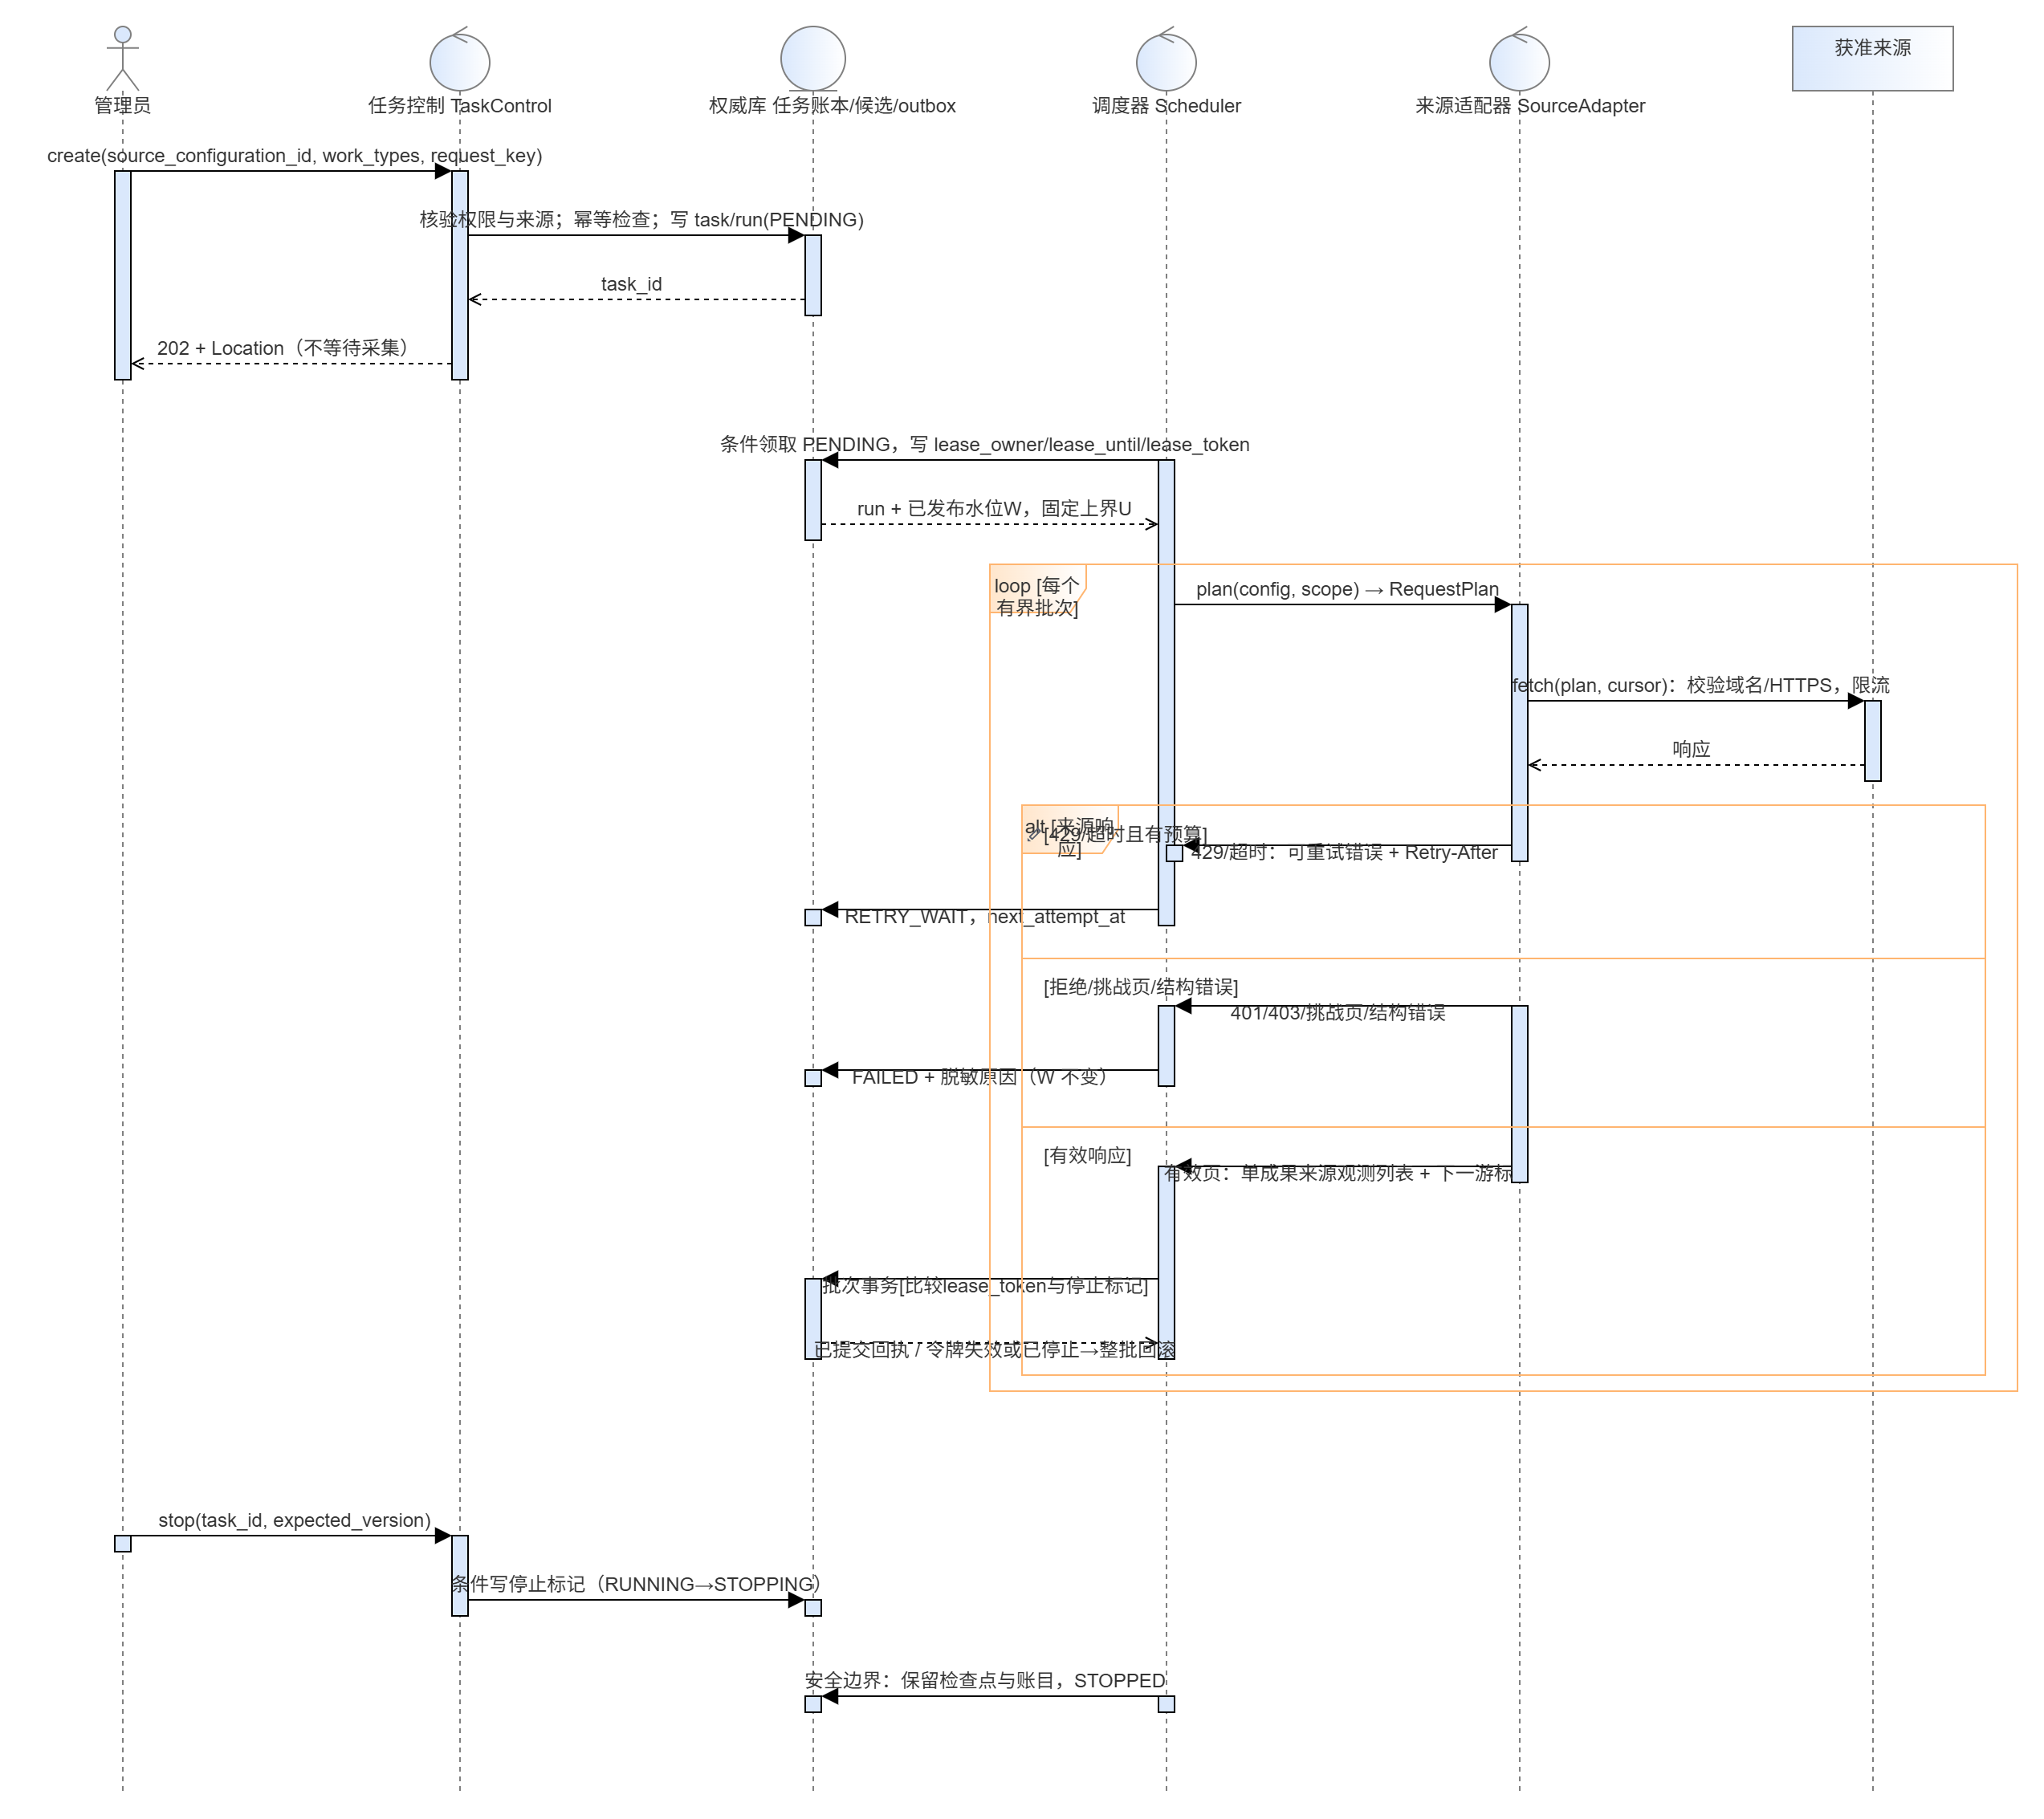 管理员
任务控制 TaskControl
权威库 任务账本/候选/outbox
调度器 Scheduler
来源适配器 SourceAdapter
获准来源
create(source_configuration_id, work_types, request_key)
核验权限与来源；幂等检查；写 task/run(PENDING)
task_id
202 + Location（不等待采集）
条件领取 PENDING，写 lease_owner/lease_until/lease_token
run + 已发布水位W，固定上界U
loop [每个
有界批次]
plan(config, scope) → RequestPlan
fetch(plan, cursor)：校验域名/HTTPS，限流
响应
alt [来源响
应]
[429/超时且有预算]
429/超时：可重试错误 + Retry-After
RETRY_WAIT，next_attempt_at
[拒绝/挑战页/结构错误]
401/403/挑战页/结构错误
FAILED + 脱敏原因（W 不变）
[有效响应]
有效页：单成果来源观测列表 + 下一游标
批次事务[比较lease_token与停止标记]
已提交回执 / 令牌失效或已停止→整批回滚
stop(task_id, expected_version)
条件写停止标记（RUNNING→STOPPING）
安全边界：保留检查点与账目，STOPPED